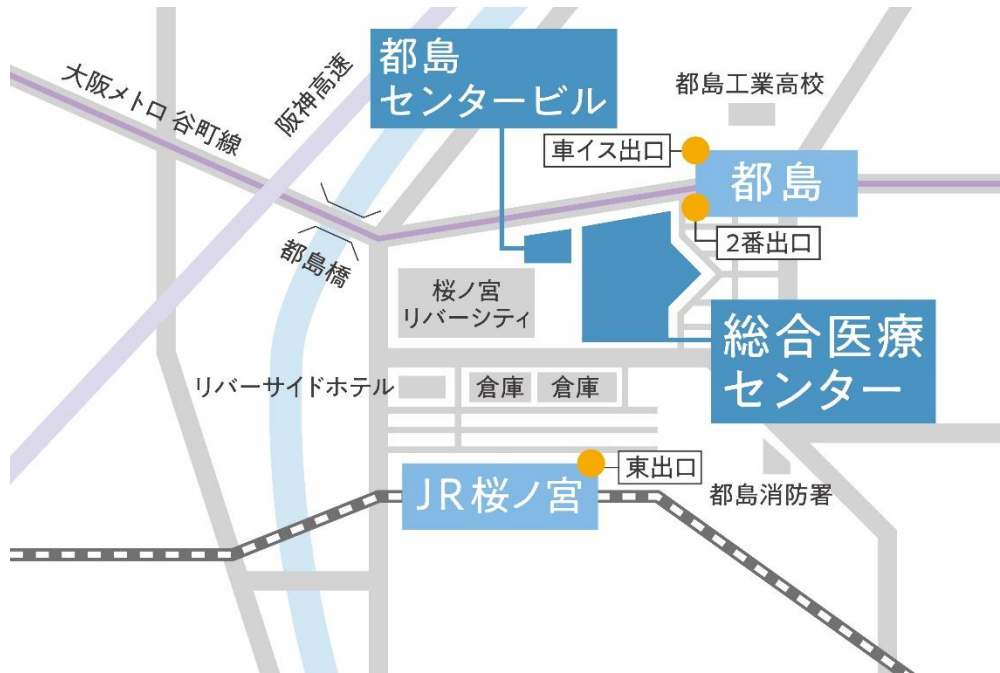 都島
センタービル
都島工業高校
大阪メトロ 谷町線
阪神高速
車イス出口
都島
2番出口
都島橋
桜ノ宮
リバーシティ
総合医療
センター
リバーサイドホテル
倉庫
倉庫
東出口
JR桜ノ宮
都島消防署